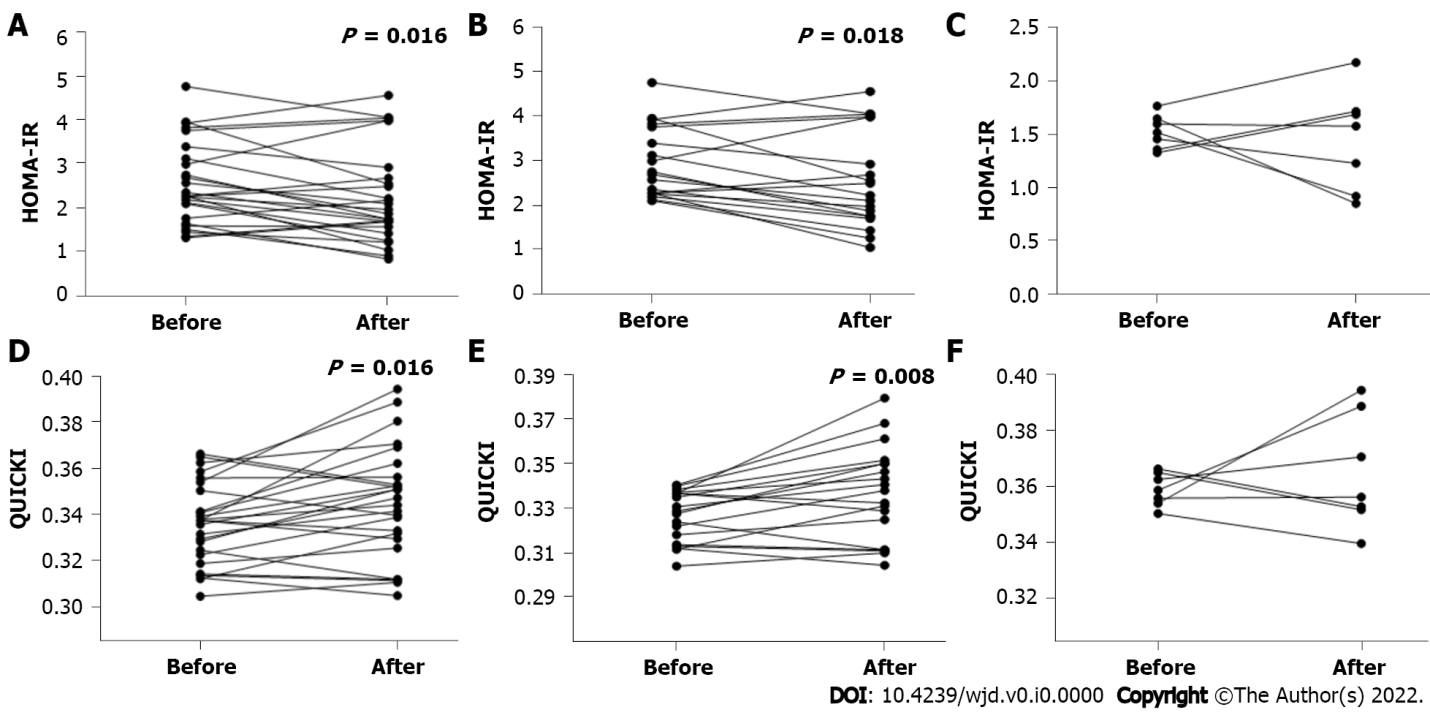 A
P = 0.016
HOMA-IR
6
5
4
3
2
1
0
Before After
B
P = 0.018
HOMA-IR
6
5
4
3
2
1
0
Before After
C
HOMA-IR
2.5
2.0
1.5
1.0
0.5
0.0
Before After
D
P = 0.016
QUICKI
0.40
0.38
0.36
0.34
0.32
0.30
Before After
E
P = 0.008
QUICKI
0.39
0.37
0.35
0.33
0.31
0.29
Before After
F
QUICKI
0.40
0.38
0.36
0.34
0.32
Before After
DOI: 10.4239/wjd.v0.i0.0000 Copyright ©The Author(s) 2022.